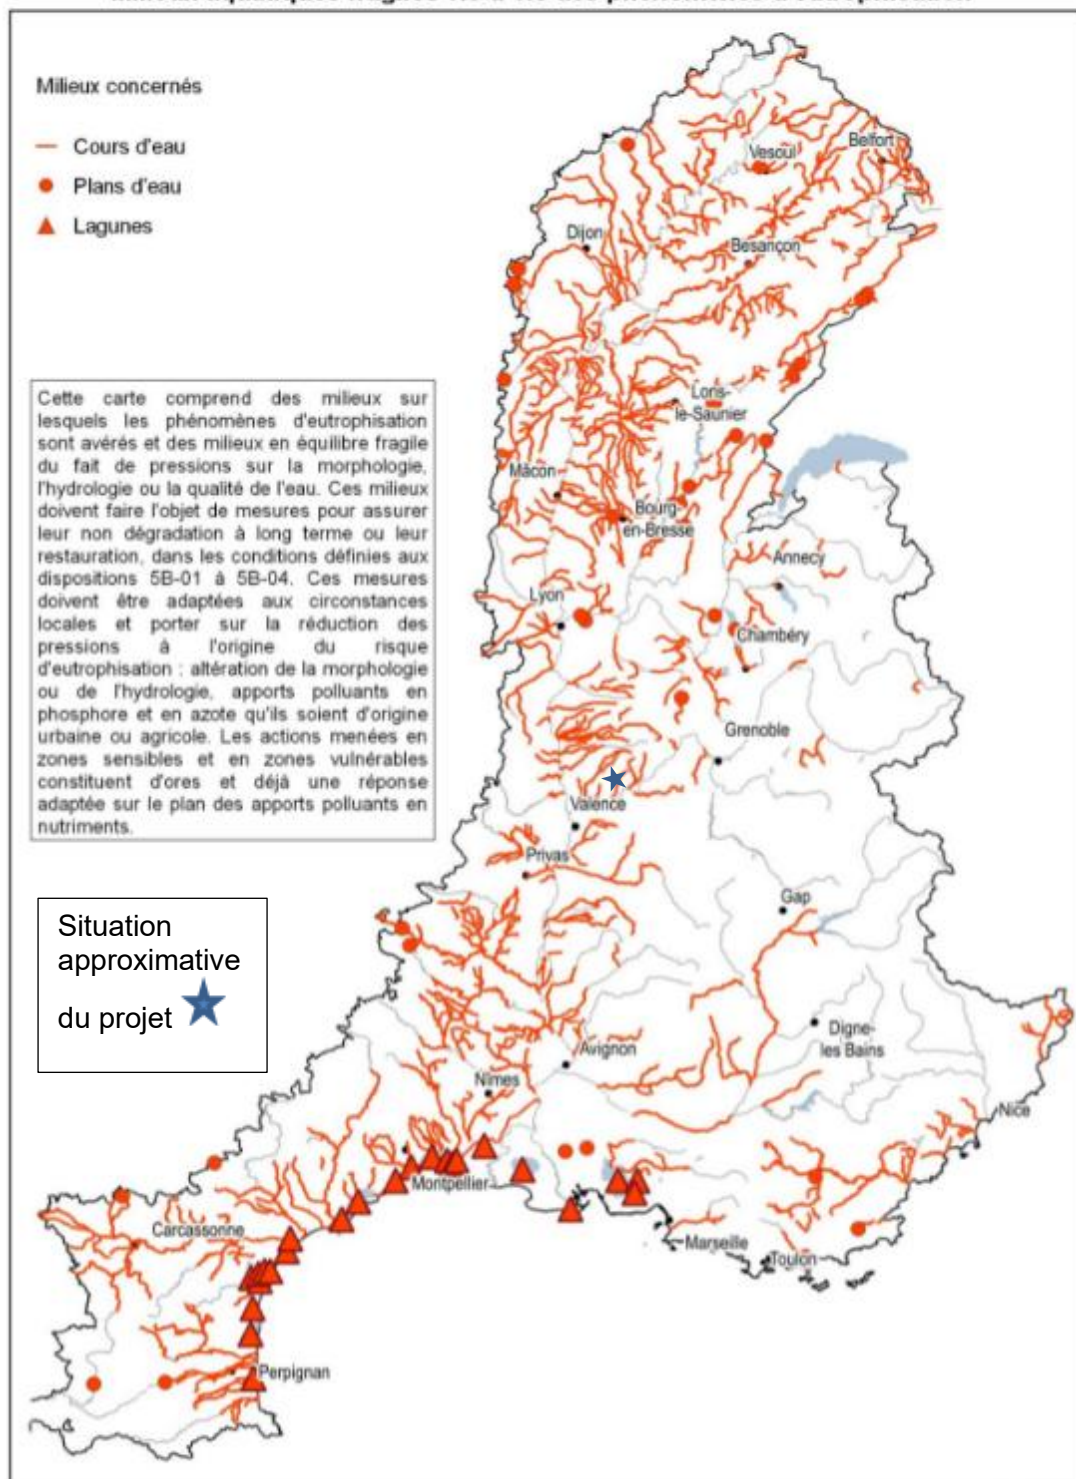 Milieux concernés
Cours d'eau
Plans d'eau
Lagunes
Belfort
Vesoul
Dijon
Besançon
Cette carte comprend des milieux sur
lesquels les phénomènes d'eutrophisation
sont avérés et des milieux en équilibre fragile
du fait de pressions sur la morphologie,
l'hydrologie ou la qualité de l'eau. Ces milieux
doivent faire l'objet de mesures pour assurer
leur non dégradation à long terme ou leur
restauration, dans les conditions définies aux
dispositions 5B-01 à 5B-04. Ces mesures
doivent être adaptées aux circonstances
locales et porter sur la réduction des
pressions à l'origine du risque
d'eutrophisation : altération de la morphologie
ou de l'hydrologie, apports polluants en
phosphore et en azote qu'ils soient d'origine
urbaine ou agricole. Les actions menées en
zones sensibles et en zones vulnérables
constituent d'ores et déjà une réponse
adaptée sur le plan des apports polluants en
nutriments.
Lons-
le-Saunier
Mâcon
Bourg-
en-Bresse
Annecy
Lyon
Chambéry
Grenoble
Valence
Privas
Gap
Situation
approximative
du projet
Digne-
les Bains
Avignon
Nîmes
Nice
Montpellier
Carcassonne
Marseille
Toulon
Perpignan